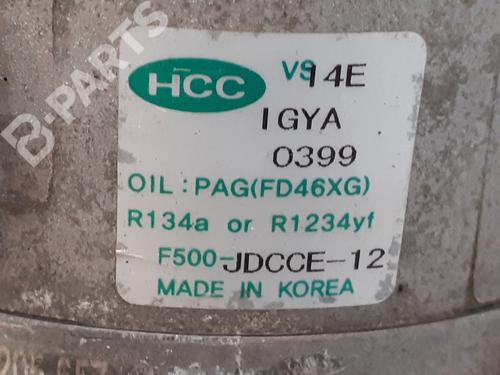 B-PARTS
HCC VS14E
IGYA
0399
OIL : PAG(FD46XG)
R134a or R1234yf
F500-JDCCE-12
MADE IN KOREA